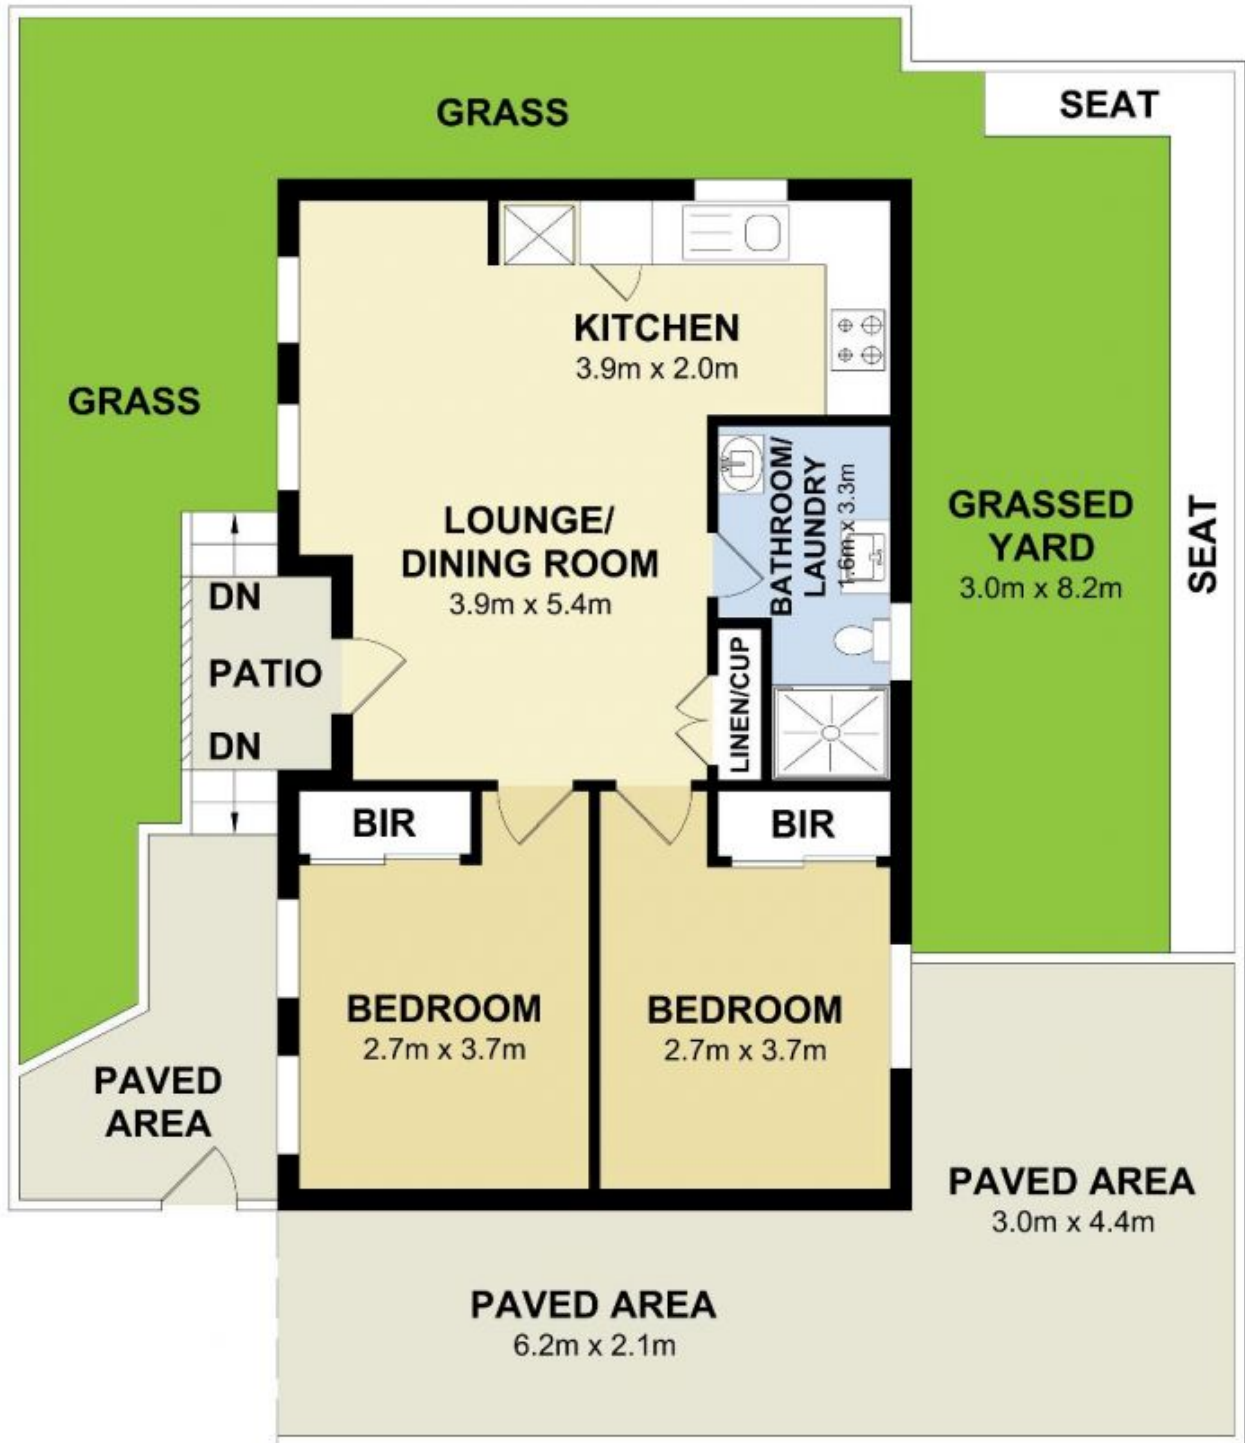 GRASS
SEAT
KITCHEN
3.9m x 2.0m
GRASS
BATHROOM/
LAUNDRY
1.6m x 3.3m
LOUNGE/
DINING ROOM
3.9m x 5.4m
GRASSED
YARD
3.0m x 8.2m
SEAT
DN
PATIO
DN
LINEN/CUP
BIR
BIR
BEDROOM
2.7m x 3.7m
BEDROOM
2.7m x 3.7m
PAVED
AREA
PAVED AREA
3.0m x 4.4m
PAVED AREA
6.2m x 2.1m